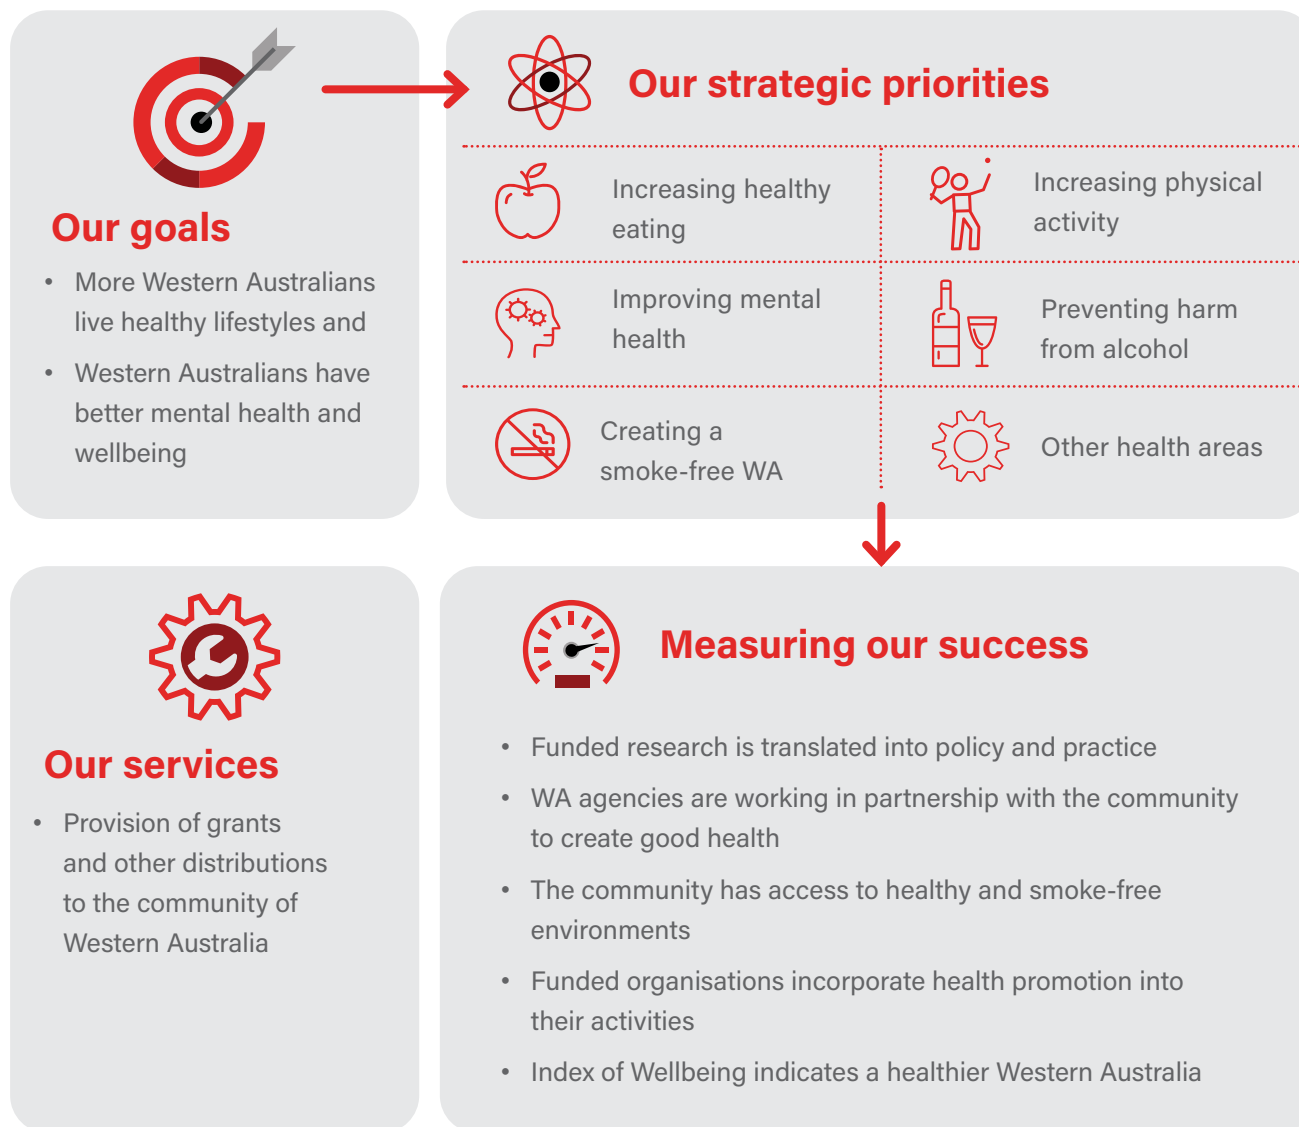 Our goals
• More Western Australians
live healthy lifestyles and
• Western Australians have
better mental health and
wellbeing
Our strategic priorities
Increasing healthy
eating
Increasing physical
activity
Improving mental
health
Preventing harm
from alcohol
Creating a
smoke-free WA
Other health areas
Our services
• Provision of grants
and other distributions
to the community of
Western Australia
Measuring our success
• Funded research is translated into policy and practice
• WA agencies are working in partnership with the community
to create good health
• The community has access to healthy and smoke-free
environments
• Funded organisations incorporate health promotion into
their activities
• Index of Wellbeing indicates a healthier Western Australia